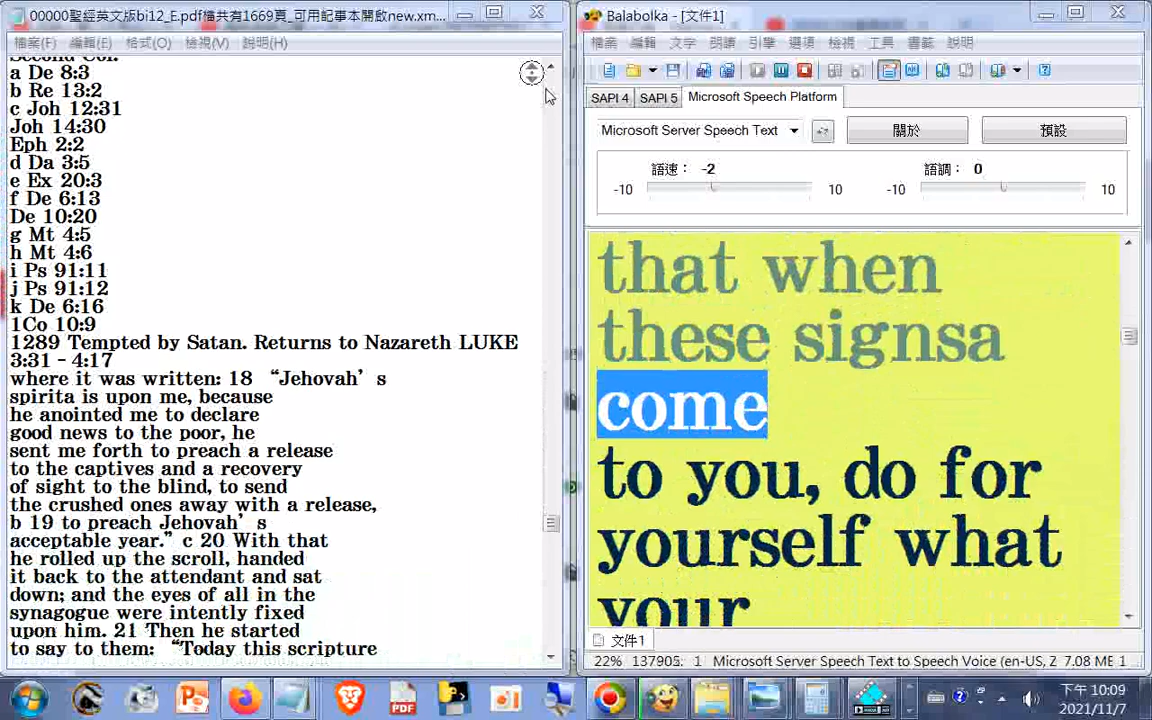 00000聖經英文版bi12_E.pdf檔共有1669頁_可用記事本開啟new.xm...
檔案(F) 編輯(E) 格式(O) 檢視(V) 說明(H)
a De 8:3
b Re 13:2
c Joh 12:31
Joh 14:30
Eph 2:2
d Da 3:5
e Ex 20:3
f De 6:13
De 10:20
g Mt 4:5
h Mt 4:6
i Ps 91:11
j Ps 91:12
k De 6:16
1Co 10:9
1289 Tempted by Satan. Returns to Nazareth LUKE
3:31 – 4:17
where it was written: 18 “Jehovah’s
spirita is upon me, because
he anointed me to declare
good news to the poor, he
sent me forth to preach a release
to the captives and a recovery
of sight to the blind, to send
the crushed ones away with a release,
b 19 to preach Jehovah’s
acceptable year.” c 20 With that
he rolled up the scroll, handed
it back to the attendant and sat
down; and the eyes of all in the
synagogue were intently fixed
upon him. 21 Then he started
to say to them: “Today this scripture
Balabolka - [文件1]
檔案 編輯 文字 朗讀 引擎 選項 檢視 工具 書籤 說明
SAPI 4 SAPI 5 Microsoft Speech Platform
Microsoft Server Speech Text 關於 預設
語速: -2 語調: 0
-10 10 -10 10
that when
these signsa
come
to you, do for
yourself what
your
文件1
22% 137905: 1 Microsoft Server Speech Text to Speech Voice (en-US, Z 7.08 ME 1
下午 10:09
2021/11/7